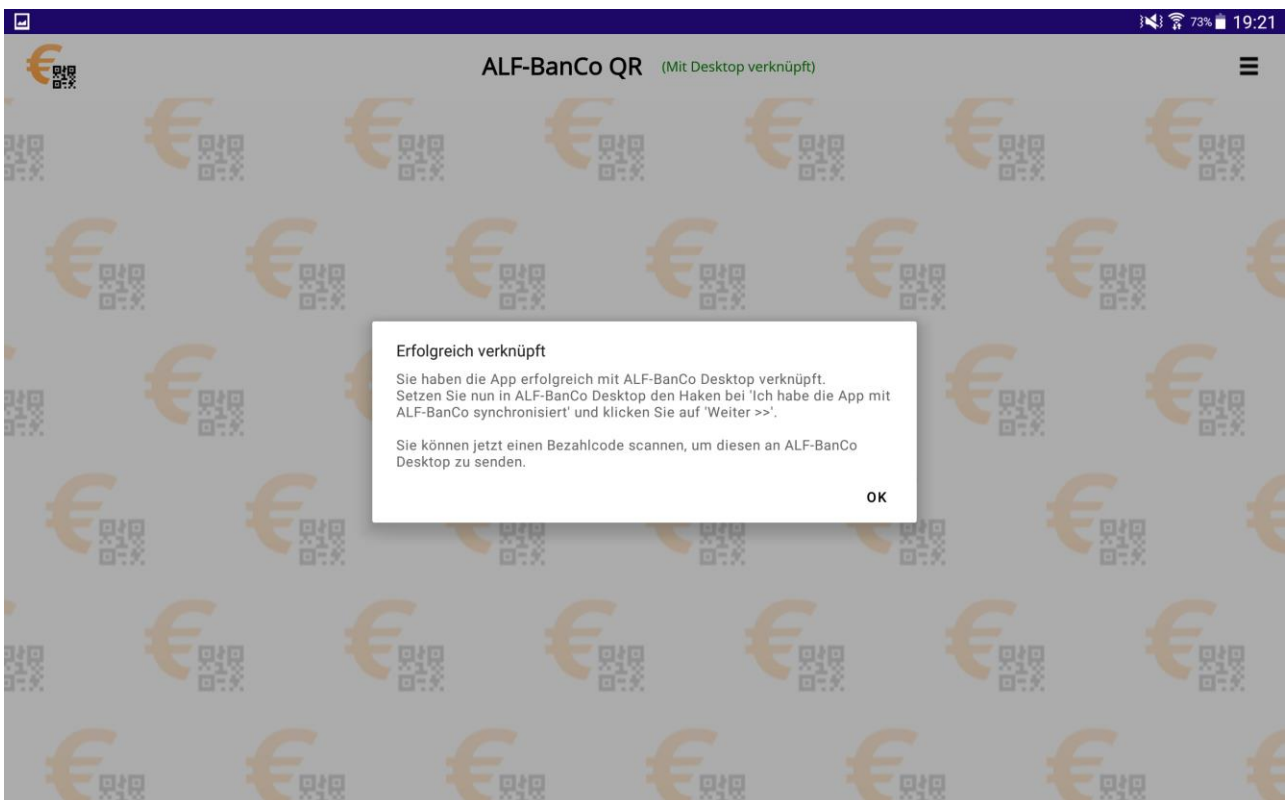 73% 19:21
ALF-BanCo QR (Mit Desktop verknüpft)
Erfolgreich verknüpft
Sie haben die App erfolgreich mit ALF-BanCo Desktop verknüpft.
Setzen Sie nun in ALF-BanCo Desktop den Haken bei 'Ich habe die App mit
ALF-BanCo synchronisiert' und klicken Sie auf 'Weiter >>'.
Sie können jetzt einen Bezahlcode scannen, um diesen an ALF-BanCo
Desktop zu senden.
OK